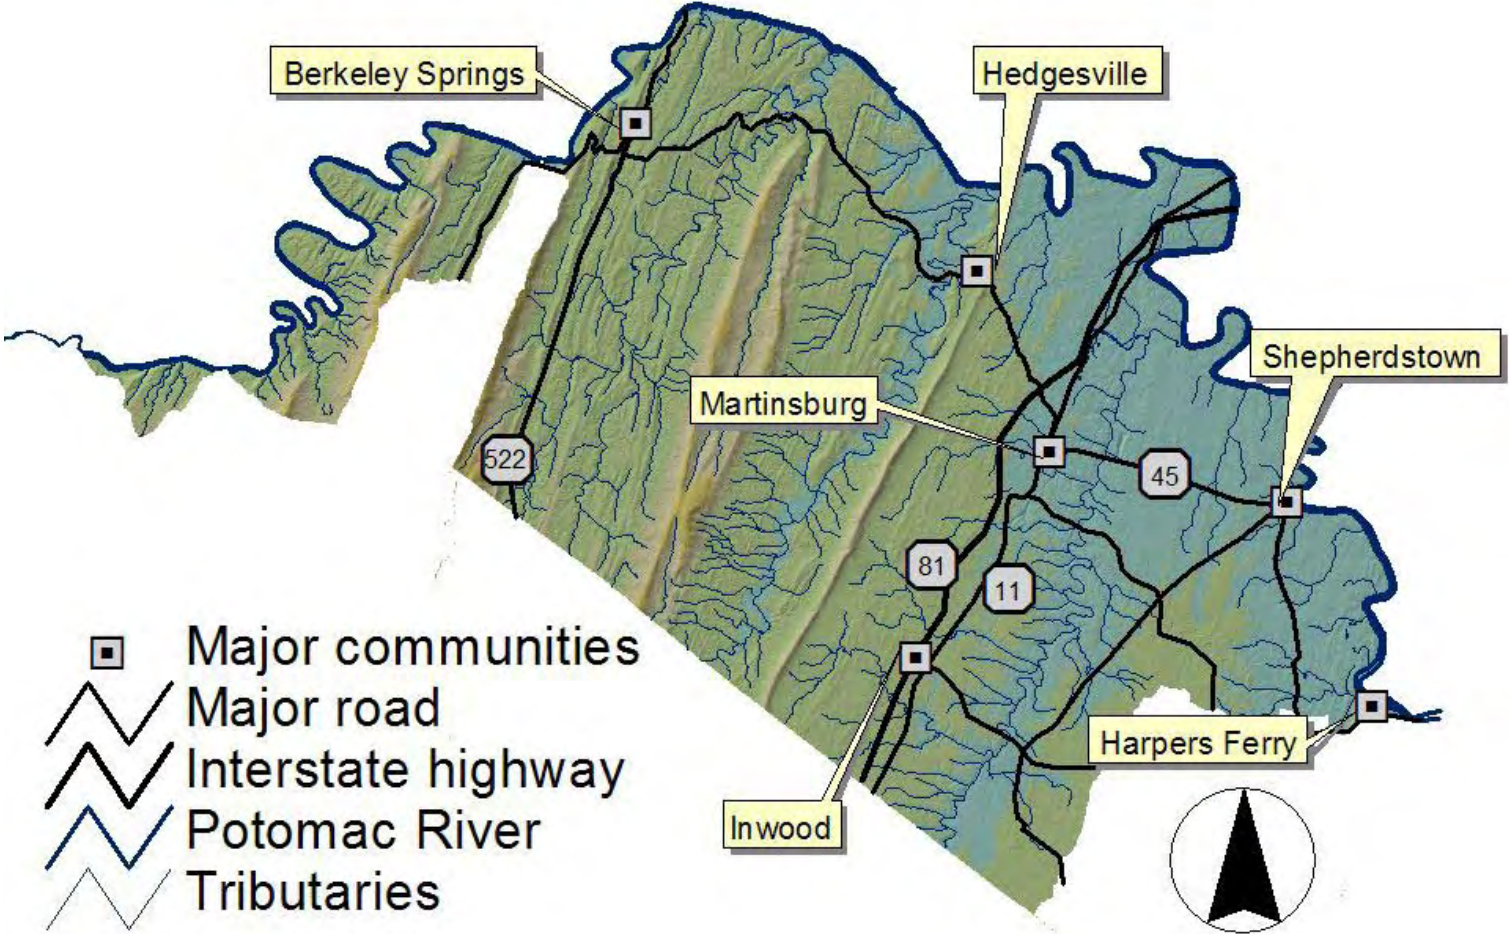 Berkeley Springs
Hedgesville
Shepherdstown
Martinsburg
522
45
81
11
Major communities
Major road
Harpers Ferry
Interstate highway
Inwood
Potomac River
Tributaries